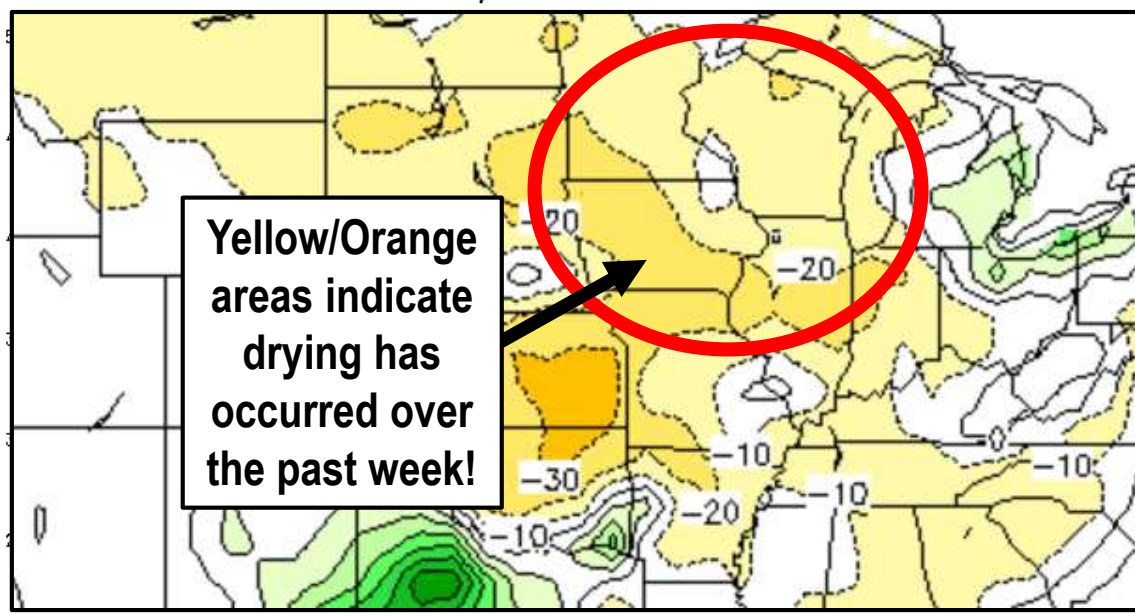 -20
Yellow/Orange
areas indicate
drying has
occurred over
the past week!
-20
-10
-30
-10
-20
-10
-10
0